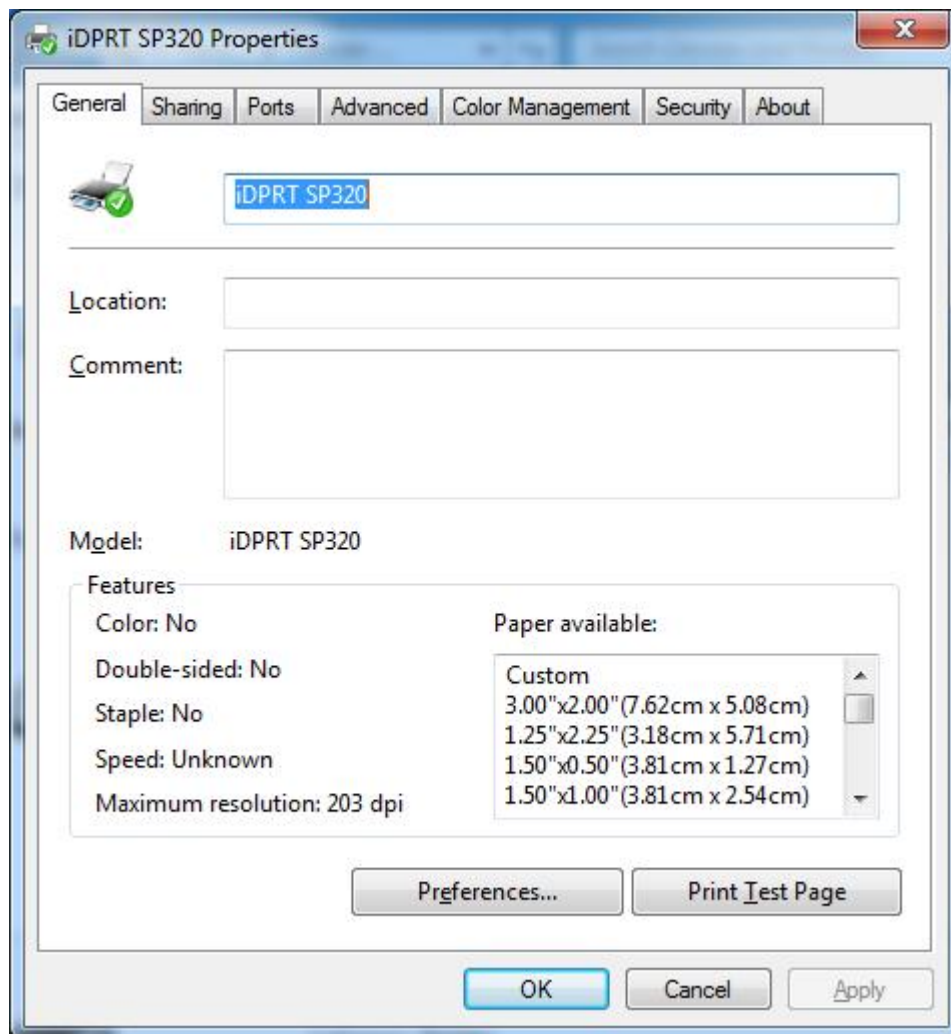 iDPRT SP320 Properties
General Sharing Ports Advanced Color Management Security About
iDPRT SP320
Location:
Comment:
Model: iDPRT SP320
Features
Color: No
Double-sided: No
Staple: No
Speed: Unknown
Maximum resolution: 203 dpi
Paper available:
Custom
3.00"x2.00"(7.62cm x 5.08cm)
1.25"x2.25"(3.18cm x 5.71cm)
1.50"x0.50"(3.81cm x 1.27cm)
1.50"x1.00"(3.81cm x 2.54cm)
Preferences... Print Test Page
OK Cancel Apply